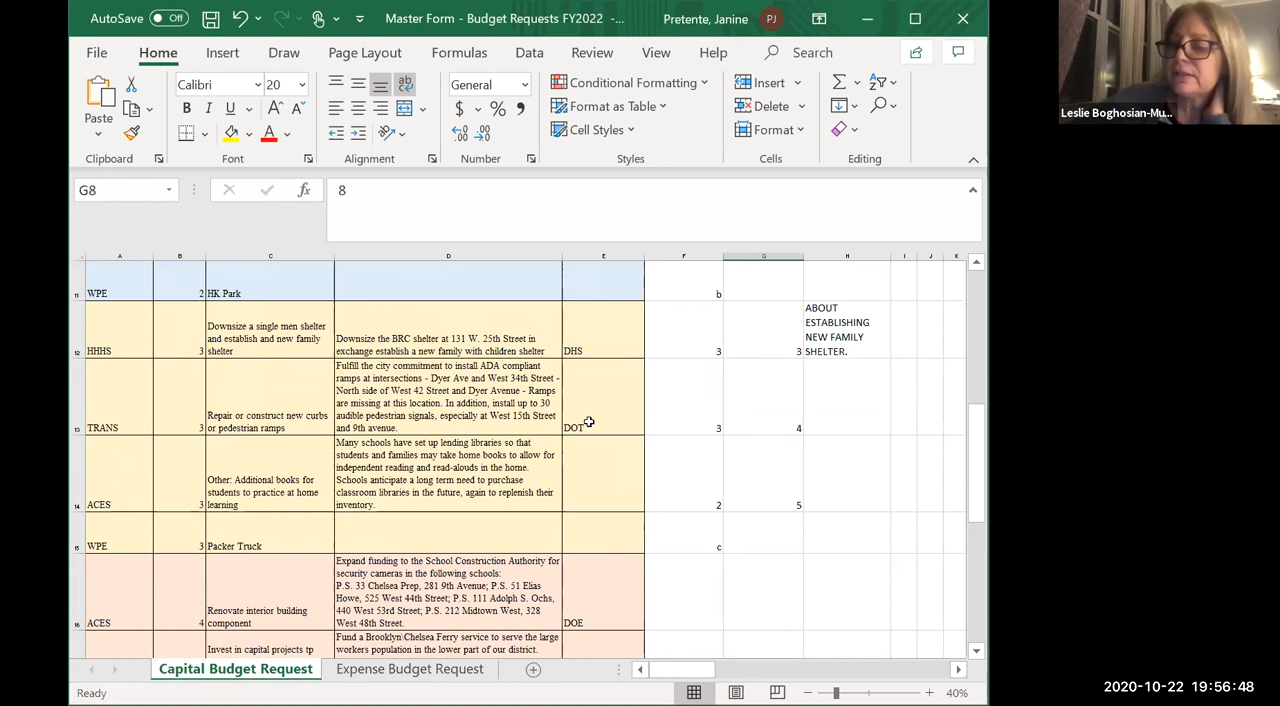 AutoSave Off Master Form - Budget Requests FY2022 -... Pretente, Janine PJ
File Home Insert Draw Page Layout Formulas Data Review View Help Search
Paste
Clipboard
Calibri 20
B I U A A
A
Font
ab
Alignment
General
$ % 9
Number
Conditional Formatting
Format as Table
Cell Styles
Styles
Insert
Delete
Format
Cells
Editing
G8 fx 8
A B C D E F G H I J K
11 WPE 2 HK Park b
12 HHHS 3
Downsize a single men shelter
and establish and new family
shelter
Downsize the BRC shelter at 131 W. 25th Street in
exchange establish a new family with children shelter
DHS 3 3
ABOUT
ESTABLISHING
NEW FAMILY
SHELTER.
13 TRANS 3
Repair or construct new curbs
or pedestrian ramps
Fulfill the city commitment to install ADA compliant
ramps at intersections - Dyer Ave and West 34th Street -
North side of West 42 Street and Dyer Avenue - Ramps
are missing at this location. In addition, install up to 30
audible pedestrian signals, especially at West 15th Street
and 9th avenue.
DOT 3 4
14 ACES 3
Other: Additional books for
students to practice at home
learning
Many schools have set up lending libraries so that
students and families may take home books to allow for
independent reading and read-alouds in the home.
Schools anticipate a long term need to purchase
classroom libraries in the future, again to replenish their
inventory.
2 5
15 WPE 3 Packer Truck c
16 ACES 4
Renovate interior building
component
Expand funding to the School Construction Authority for
security cameras in the following schools:
P.S. 33 Chelsea Prep, 281 9th Avenue; P.S. 51 Elias
Howe, 525 West 44th Street; P.S. 111 Adolph S. Ochs,
440 West 53rd Street; P.S. 212 Midtown West, 328
West 48th Street.
DOE
Invest in capital projects tp
Fund a Brooklyn\Chelsea Ferry service to serve the large
workers population in the lower part of our district.
Capital Budget Request Expense Budget Request
Ready 40%
Leslie Boghosian-Mu...
2020-10-22 19:56:48